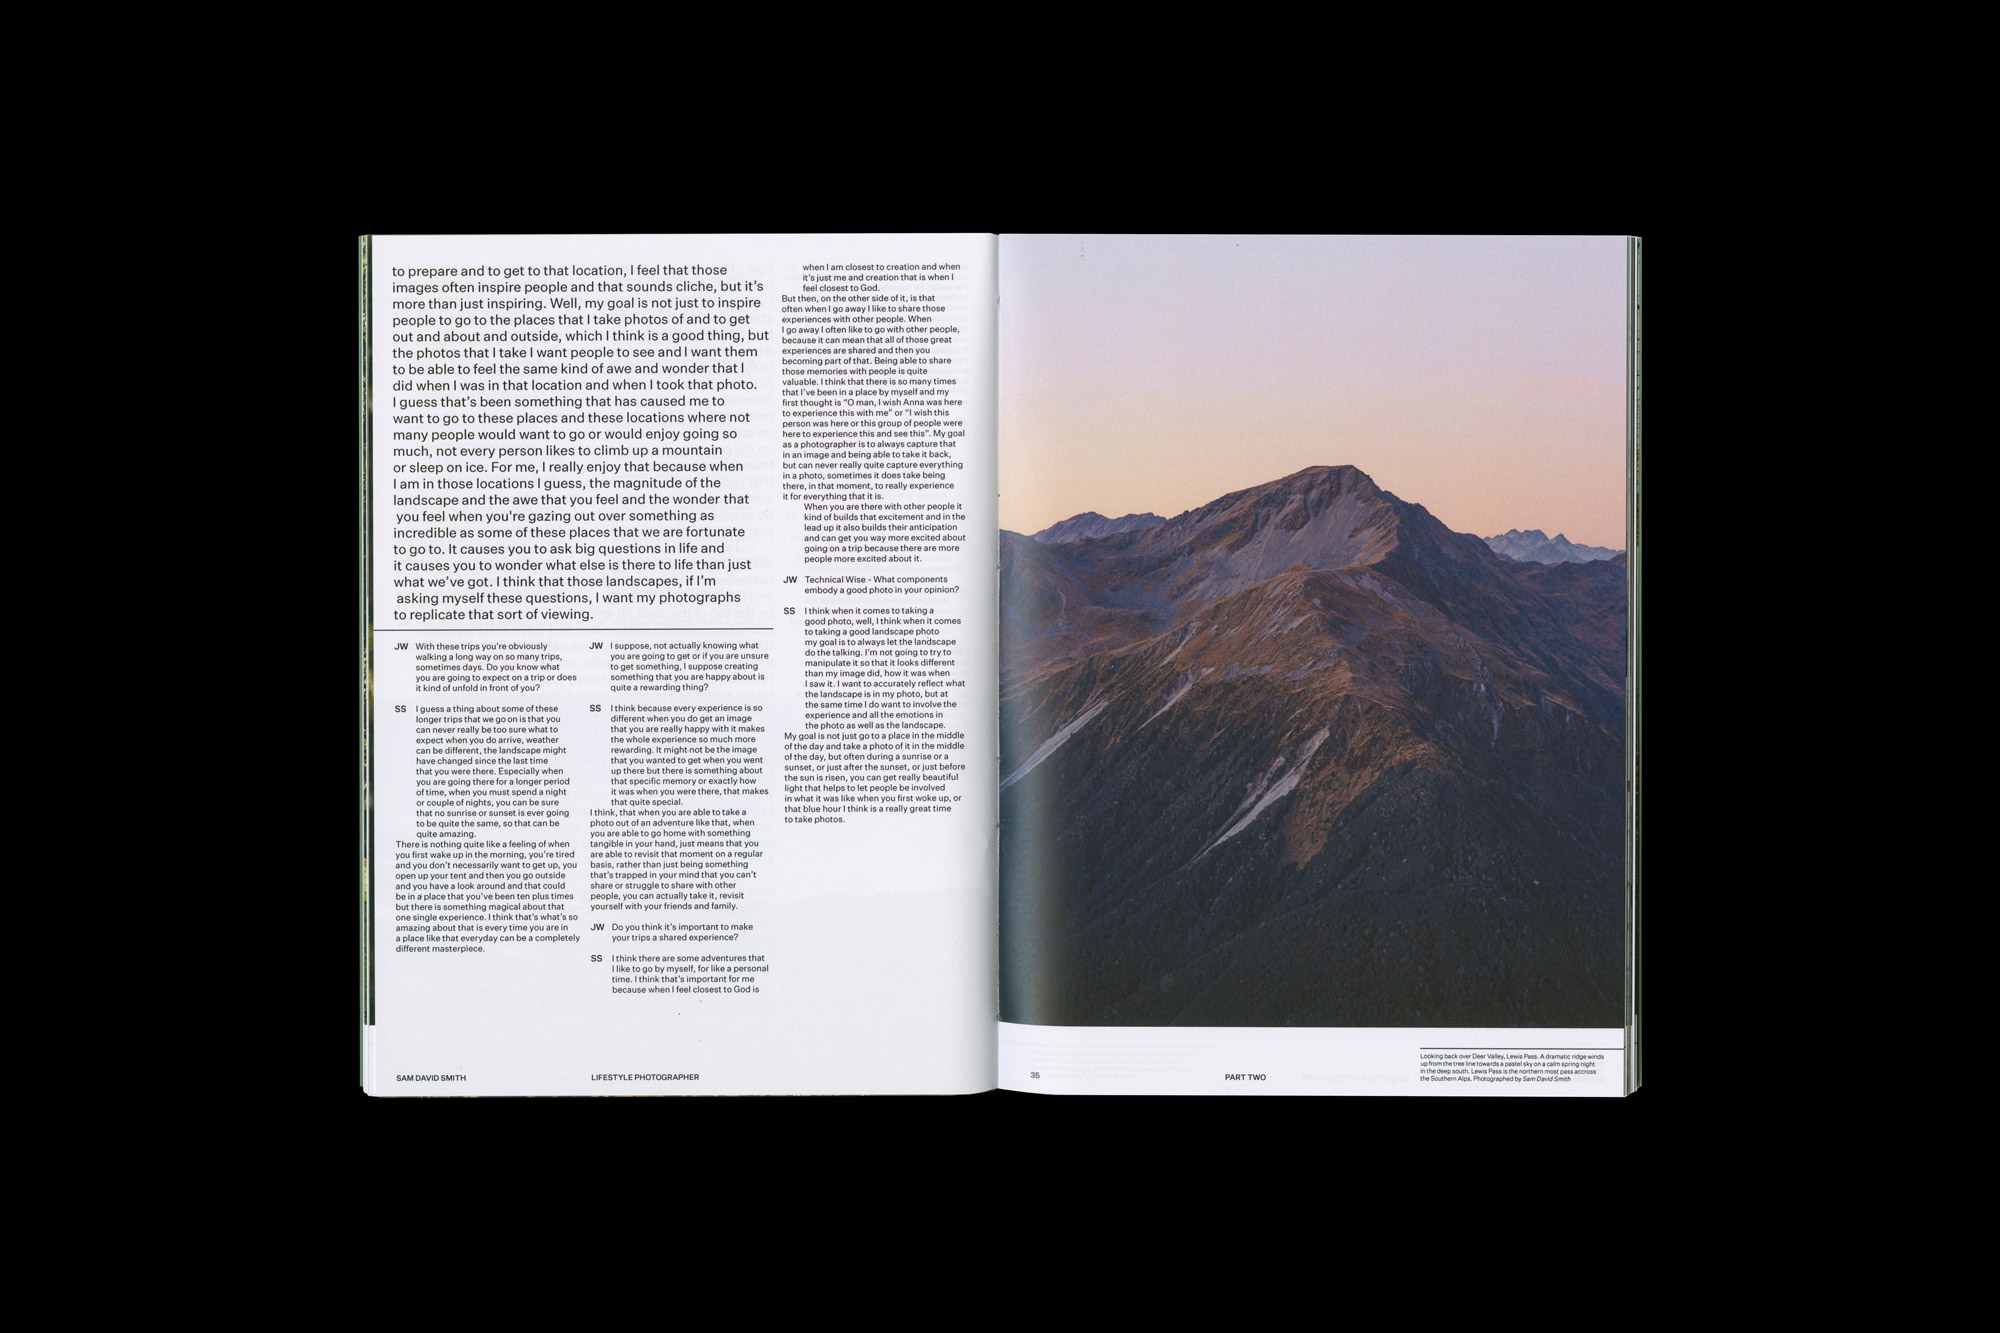 to prepare and to get to that location, I feel that those
images often inspire people and that sounds cliche, but it's
more than just inspiring. Well, my goal is not just to inspire
people to go to the places that I take photos of and to get
out and about and outside, which I think is a good thing, but
the photos that I take I want people to see and I want them
to be able to feel the same kind of awe and wonder that I
did when I was in that location and when I took that photo.
I guess that's been something that has caused me to
want to go to these places and these locations where not
many people would want to go or would enjoy going so
much, not every person likes to climb up a mountain
or sleep on ice. For me, I really enjoy that because when
I am in those locations I guess, the magnitude of the
landscape and the awe that you feel and the wonder that
you feel when you're gazing out over something as
incredible as some of these places that we are fortunate
to go to. It causes you to ask big questions in life and
it causes you to wonder what else is there to life than just
what we've got. I think that those landscapes, if I'm
asking myself these questions, I want my photographs
to replicate that sort of viewing.
JW With these trips you're obviously
walking a long way on so many trips,
sometimes days. Do you know what
you are going to expect on a trip or does
it kind of unfold in front of you?
SS I guess a thing about some of these
longer trips that we go on is that you
can never really be too sure what to
expect when you do arrive, weather
can be different, the landscape might
have changed since the last time
that you were there. Especially when
you are going there for a longer period
of time, when you must spend a night
or couple of nights, you can be sure
that no sunrise or sunset is ever going
to be quite the same, so that can be
quite amazing.
There is nothing quite like a feeling of when
you first wake up in the morning, you're tired
and you don't necessarily want to get up, you
open up your tent and then you go outside
and you have a look around and that could
be in a place that you've been ten plus times
but there is something magical about that
one single experience. I think that's what's so
amazing about that is every time you are in
a place like that everyday can be a completely
different masterpiece.
JW I suppose, not actually knowing what
you are going to get or if you are unsure
to get something, I suppose creating
something that you are happy about is
quite a rewarding thing?
SS I think because every experience is so
different when you do get an image
that you are really happy with it makes
the whole experience so much more
rewarding. It might not be the image
that you wanted to get when you went
up there but there is something about
that specific memory or exactly how
it was when you were there, that makes
that quite special.
I think, that when you are able to take a
photo out of an adventure like that, when
you are able to go home with something
tangible in your hand, just means that you
are able to revisit that moment on a regular
basis, rather than just being something
that's trapped in your mind that you can't
share or struggle to share with other
people, you can actually take it, revisit
yourself with your friends and family.
JW Do you think it's important to make
your trips a shared experience?
SS I think there are some adventures that
I like to go by myself, for like a personal
time. I think that's important for me
because when I feel closest to God is
when I am closest to creation and when
it's just me and creation that is when I
feel closest to God.
But then, on the other side of it, is that
often when I go away I like to share those
experiences with other people. When
I go away I often like to go with other people,
because it can mean that all of those great
experiences are shared and then you
becoming part of that. Being able to share
those memories with people is quite
valuable. I think that there is so many times
that I've been in a place by myself and my
first thought is "O man, I wish Anna was here
to experience this with me" or "I wish this
person was here or this group of people were
here to experience this and see this". My goal
as a photographer is to always capture that
in an image and being able to take it back,
but can never really quite capture everything
in a photo, sometimes it does take being
there, in that moment, to really experience
it for everything that it is.
When you are there with other people it
kind of builds that excitement and in the
lead up it also builds their anticipation
and can get you way more excited about
going on a trip because there are more
people more excited about it.
JW Technical Wise - What components
embody a good photo in your opinion?
SS I think when it comes to taking a
good photo, well, I think when it comes
to taking a good landscape photo
my goal is to always let the landscape
do the talking. I'm not going to try to
manipulate it so that it looks different
than my image did, how it was when
I saw it. I want to accurately reflect what
the landscape is in my photo, but at
the same time I do want to involve the
experience and all the emotions in
the photo as well as the landscape.
My goal is not just go to a place in the middle
of the day and take a photo of it in the middle
of the day, but often during a sunrise or a
sunset, or just after the sunset, or just before
the sun is risen, you can get really beautiful
light that helps to let people be involved
in what it was like when you first woke up, or
that blue hour I think is a really great time
to take photos.
SAM DAVID SMITH
LIFESTYLE PHOTOGRAPHER
35
PART TWO
Looking back over Deer Valley, Lewis Pass. A dramatic ridge winds
up from the tree line towards a pastel sky on a calm spring night
in the deep south. Lewis Pass is the northern most pass accross
the Southern Alps. Photographed by Sam David Smith